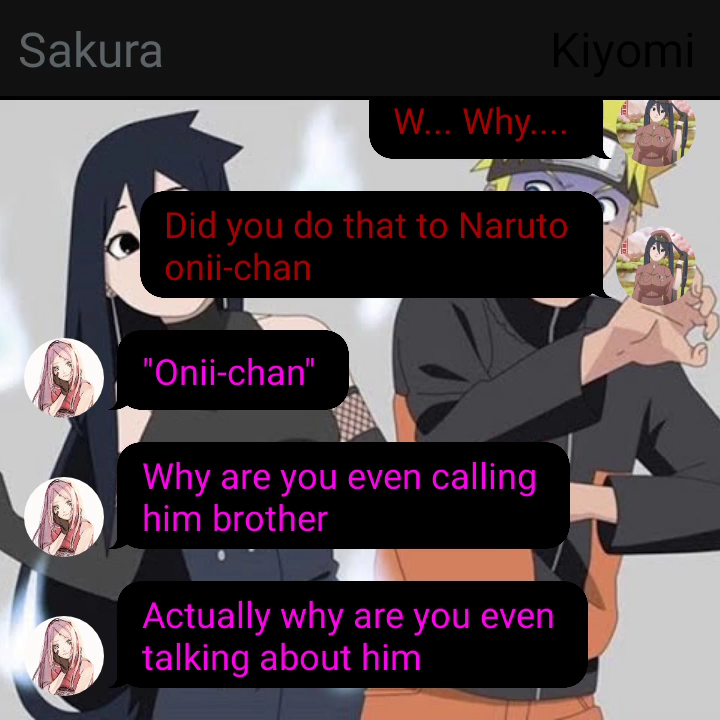 Sakura
Kiyomi
W... Why....
Did you do that to Naruto
onii-chan
"Onii-chan"
Why are you even calling
him brother
Actually why are you even
talking about him